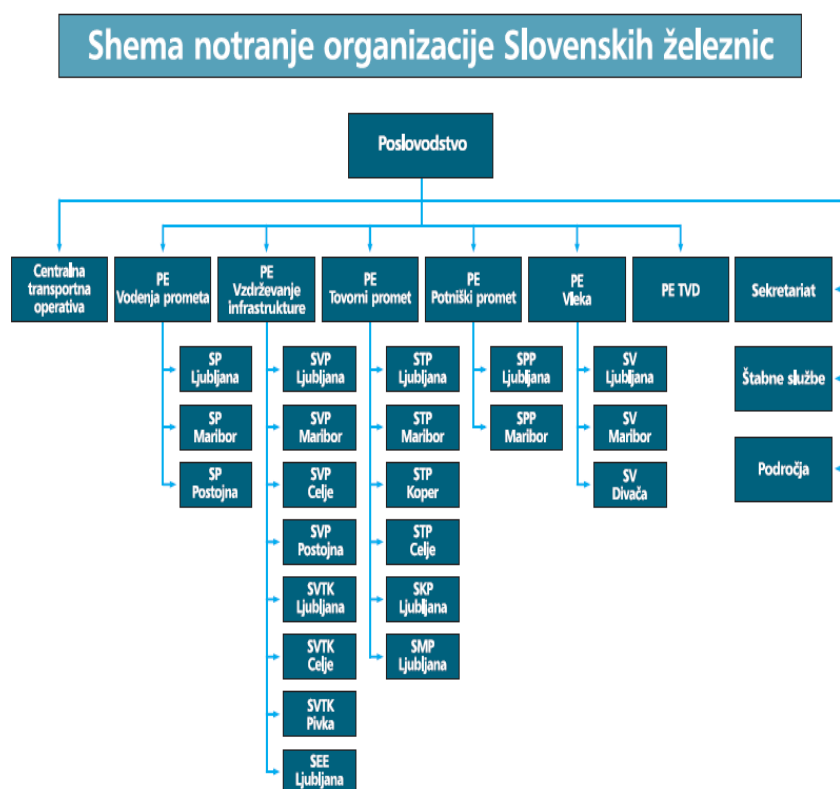 Shema notranje organizacije Slovenskih železnic
Poslovodstvo
Centralna
transportna
operativa
PE
Vodenja prometa
PE
Vzdrževanje
infrastrukture
PE
Tovorni promet
PE
Potniški promet
PE
Vleka
PE TVD
Sekretariat
Štabne službe
Področja
SP
Ljubljana
SP
Maribor
SP
Postojna
SVP
Ljubljana
SVP
Maribor
SVP
Celje
SVP
Postojna
SVTK
Ljubljana
SVTK
Celje
SVTK
Pivka
SEE
Ljubljana
STP
Ljubljana
STP
Maribor
STP
Koper
STP
Celje
SKP
Ljubljana
SMP
Ljubljana
SPP
Ljubljana
SPP
Maribor
SV
Ljubljana
SV
Maribor
SV
Divača